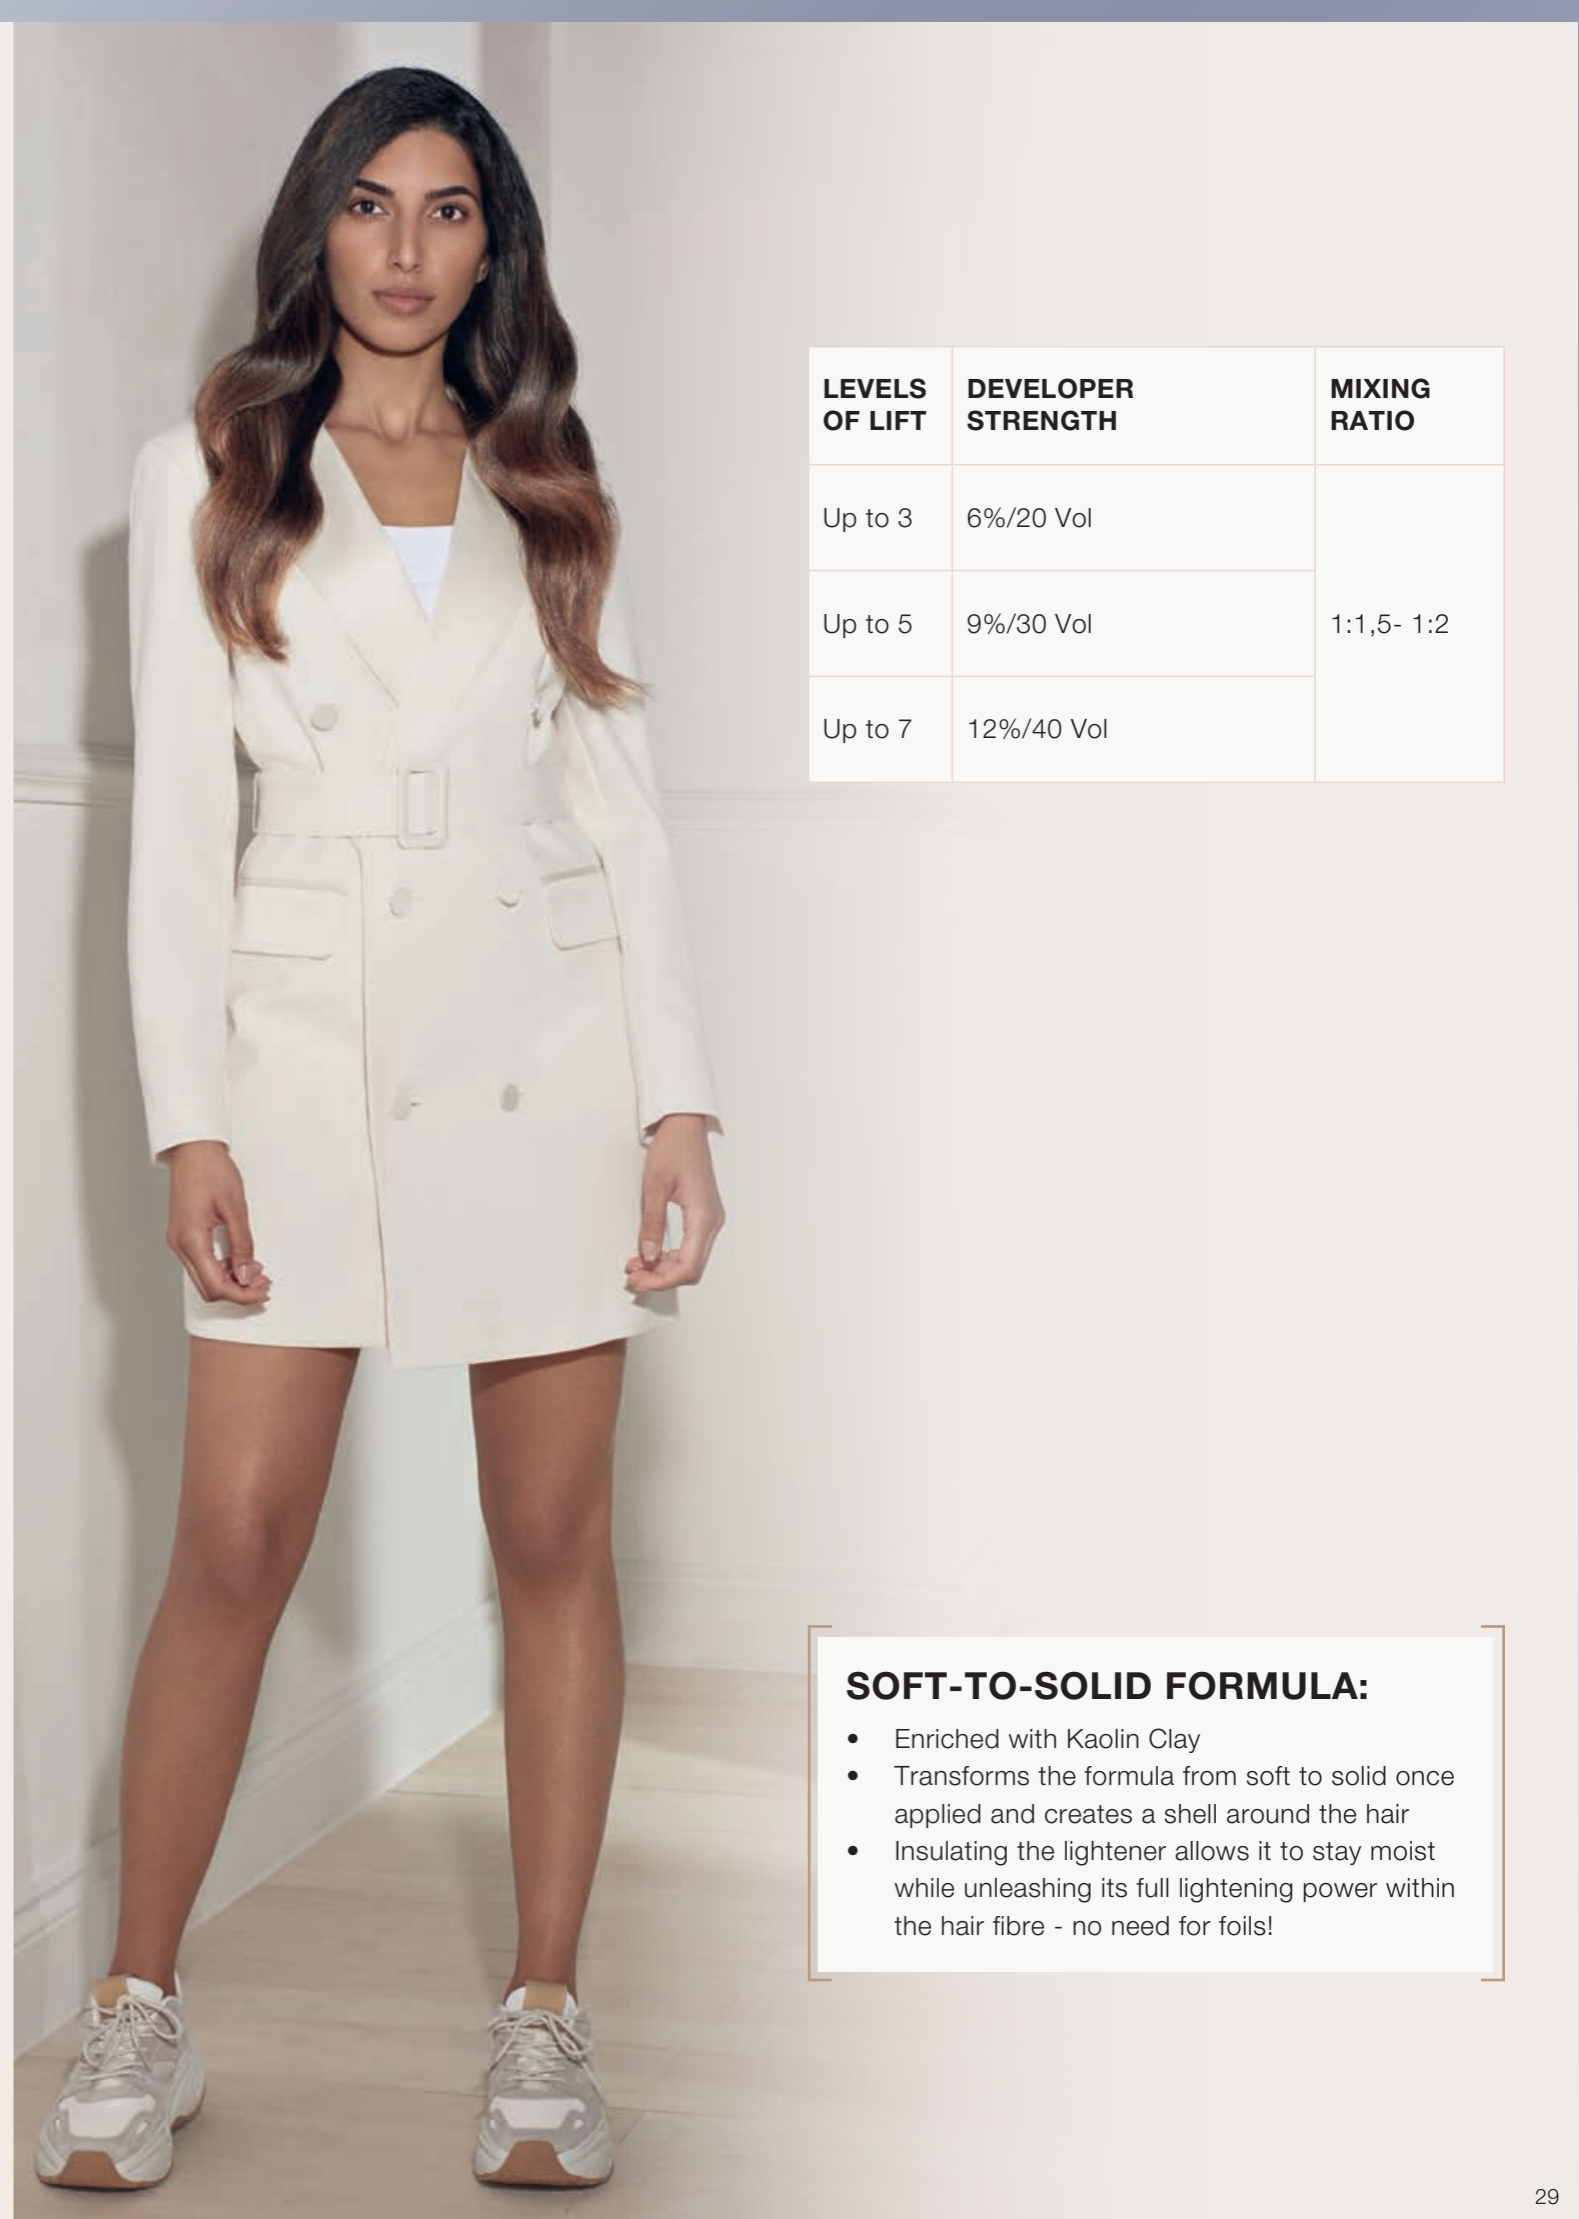 LEVELS
OF LIFT
DEVELOPER
STRENGTH
MIXING
RATIO
Up to 3
6%/20 Vol
Up to 5
9%/30 Vol
1:1,5- 1:2
Up to 7
12%/40 Vol
SOFT-TO-SOLID FORMULA:
• Enriched with Kaolin Clay
• Transforms the formula from soft to solid once
applied and creates a shell around the hair
• Insulating the lightener allows it to stay moist
while unleashing its full lightening power within
the hair fibre - no need for foils!
29